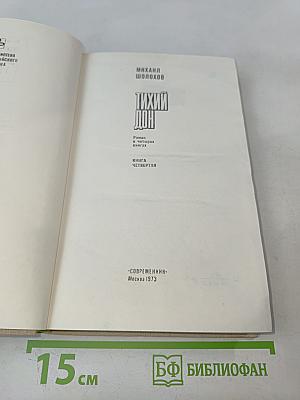 МИХАИЛ
ШОЛОХОВ
ТИХИЙ
ДОН
Роман
в четырех
книгах
КНИГА
ЧЕТВЕРТАЯ
«СОВРЕМЕННИК»
Москва 1973
15 см
БФ БИБЛИОФАН